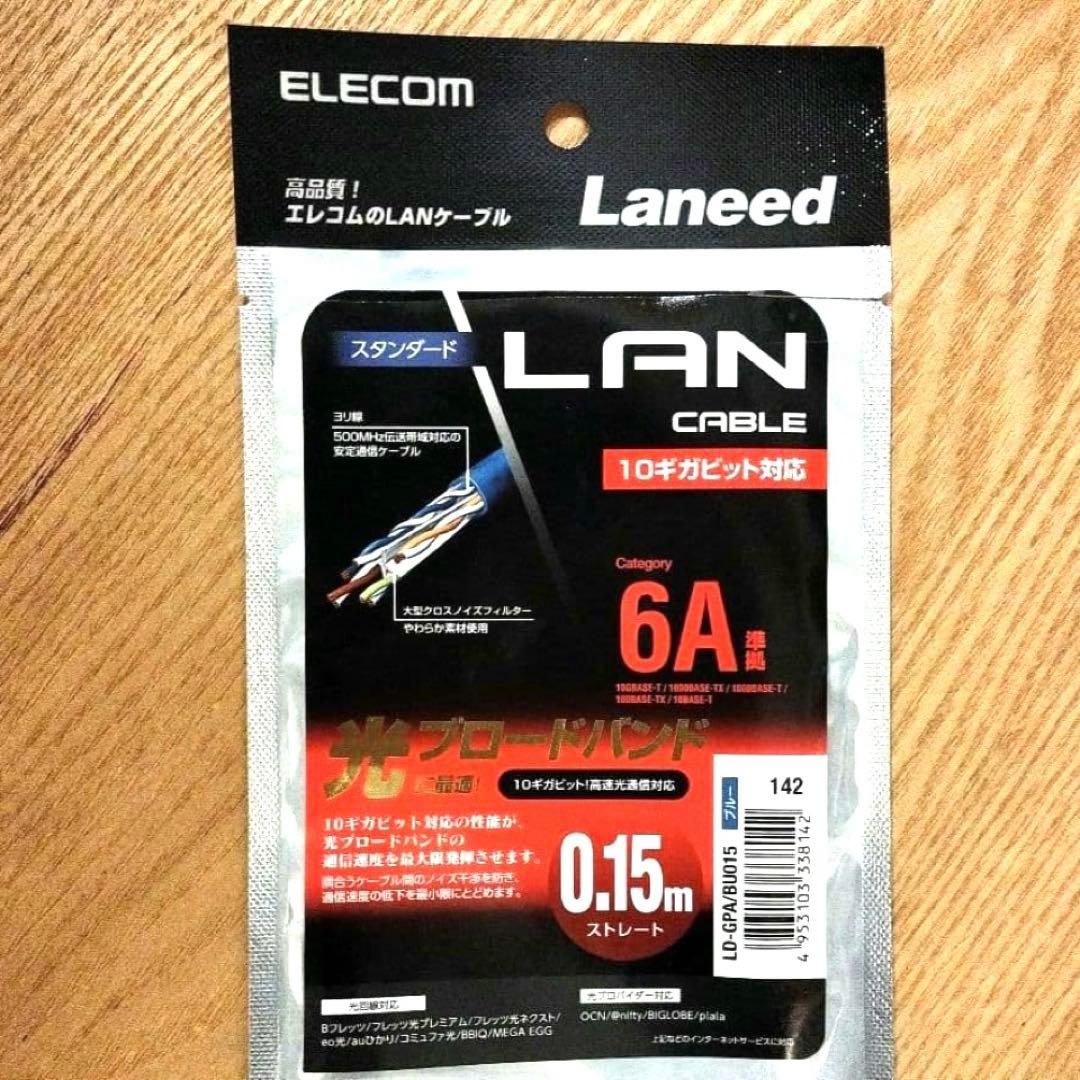 ELECOM
高品質!
エレコムのLANケーブル
Laneed
スタンダード
LAN
CABLE
10ギガビット対応
ヨリ線
500MHz伝送帯域対応の
安定通信ケーブル
大型クロスノイズフィルター
やわらか素材使用
Category
6A準拠
10GBASE-T / 1000BASE-TX / 1000BASE-T /
100BASE-TX / 10BASE-T
光ブロードバンド
に最適!
10ギガビット!高速光通信対応
10ギガビット対応の性能が、
光ブロードバンドの
通信速度を最大限発揮させます。
隣合うケーブル間のノイズ干渉を防ぎ、
通信速度の低下を最小限にとどめます。
0.15m
ストレート
ブルー
142
LD-GPA/BU015
4 953103 338142
光回線対応
Bフレッツ/フレッツ光プレミアム/フレッツ光ネクスト/
eo光/auひかり/コミュファ光/BBIQ/MEGA EGG
光プロバイダー対応
OCN/@nifty/BIGLOBE/plala
上記などのインターネットサービスに対応